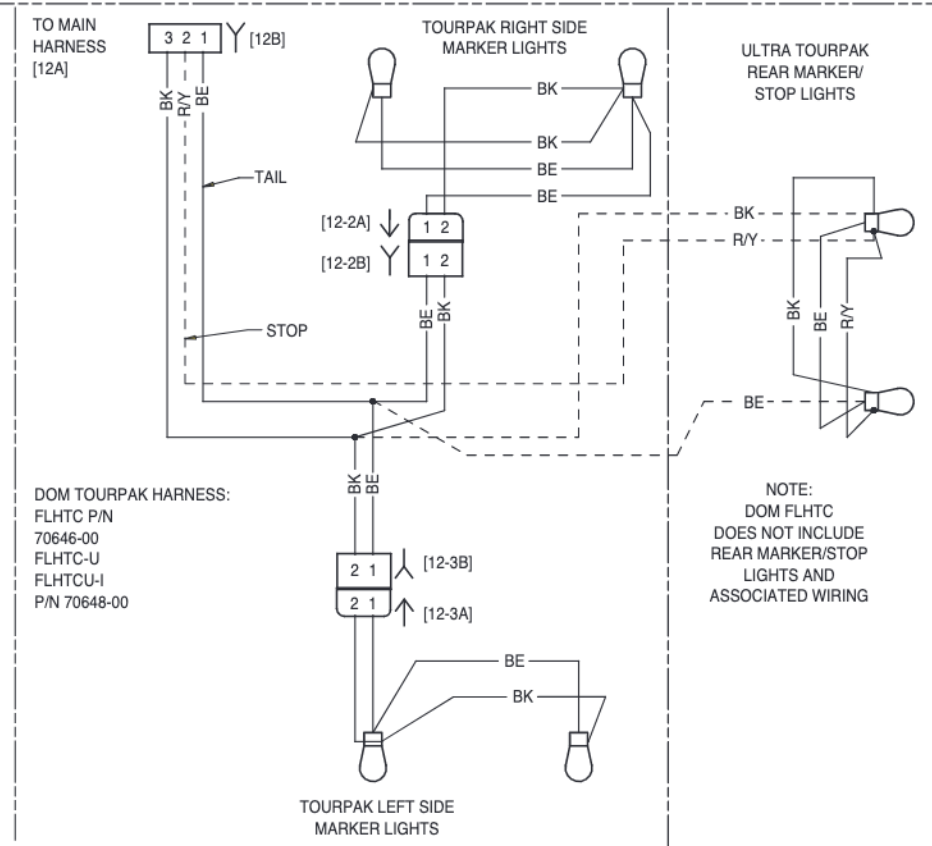 TO MAIN
HARNESS
[12A]
3 2 1
[12B]
BK
R/Y
BE
TAIL
STOP
TOURPAK RIGHT SIDE
MARKER LIGHTS
BK
BK
BE
BE
[12-2A]
1 2
[12-2B]
1 2
BE
BK
ULTRA TOURPAK
REAR MARKER/
STOP LIGHTS
BK
R/Y
BK
BE
R/Y
BE
BK
BE
DOM TOURPAK HARNESS:
FLHTC P/N
70646-00
FLHTC-U
FLHTCU-I
P/N 70648-00
2 1
[12-3B]
2 1
[12-3A]
BE
BK
TOURPAK LEFT SIDE
MARKER LIGHTS
NOTE:
DOM FLHTC
DOES NOT INCLUDE
REAR MARKER/STOP
LIGHTS AND
ASSOCIATED WIRING